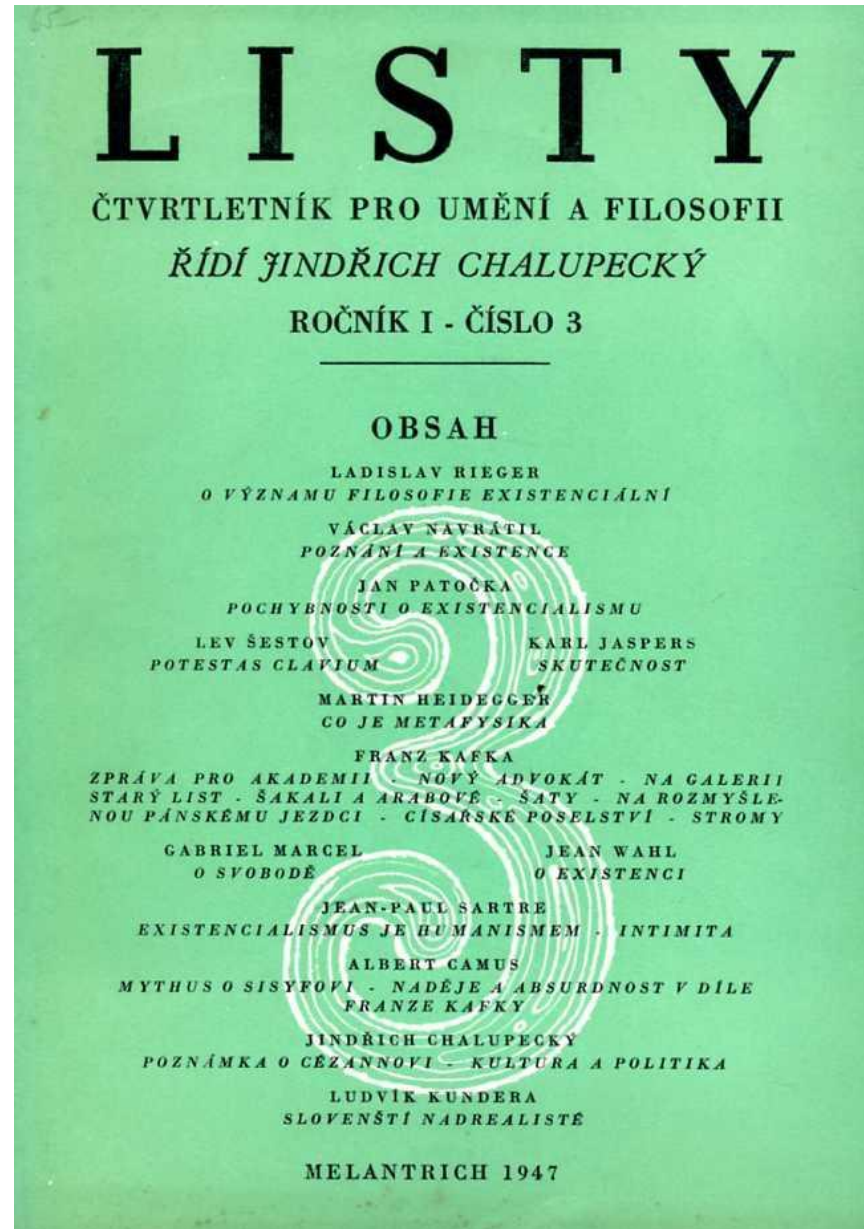 65-
LISTY
ČTVRTLETNÍK PRO UMĚNÍ A FILOSOFII
ŘÍDÍ JINDŘICH CHALUPECKÝ
ROČNÍK I - ČÍSLO 3
OBSAH
LADISLAV RIEGER
O VÝZNAMU FILOSOFIE EXISTENCIÁLNÍ
VÁCLAV NAVRÁTIL
POZNÁNÍ A EXISTENCE
JAN PATOČKA
POCHYBNOSTI O EXISTENCIALISMU
LEV ŠESTOV
POTESTAS CLAVIUM
KARL JASPERS
SKUTEČNOST
MARTIN HEIDEGGER
CO JE METAFYSIKA
FRANZ KAFKA
ZPRÁVA PRO AKADEMII - NOVÝ ADVOKÁT - NA GALERII
STARÝ LIST - ŠAKALI A ARABOVÉ - ŠATY - NA ROZMYŠLE-
NOU PÁNSKÉMU JEZDCI - CÍSAŘSKÉ POSELSTVÍ - STROMY
GABRIEL MARCEL
O SVOBODĚ
JEAN WAHL
O EXISTENCI
JEAN-PAUL SARTRE
EXISTENCIALISMUS JE HUMANISMEM - INTIMITA
ALBERT CAMUS
MYTHUS O SISYFOVI - NADĚJE A ABSURDNOST V DÍLE
FRANZE KAFKY
JINDŘICH CHALUPECKÝ
POZNÁMKA O CÉZANNOVI - KULTURA A POLITIKA
LUDVÍK KUNDERA
SLOVENŠTÍ NADREALISTÉ
MELANTRICH 1947
3